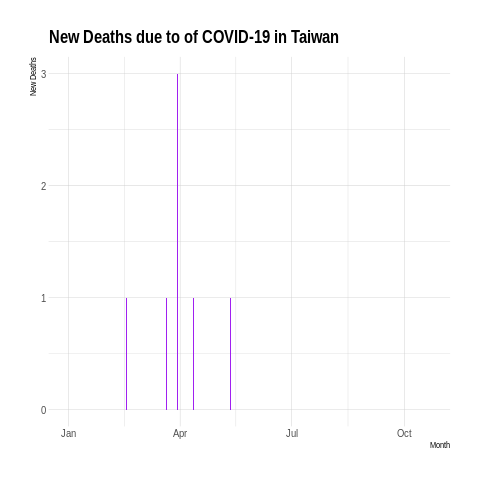 New Deaths due to of COVID-19 in Taiwan
New Deaths
3
2
1
0
Jan Apr Jul Oct
Month